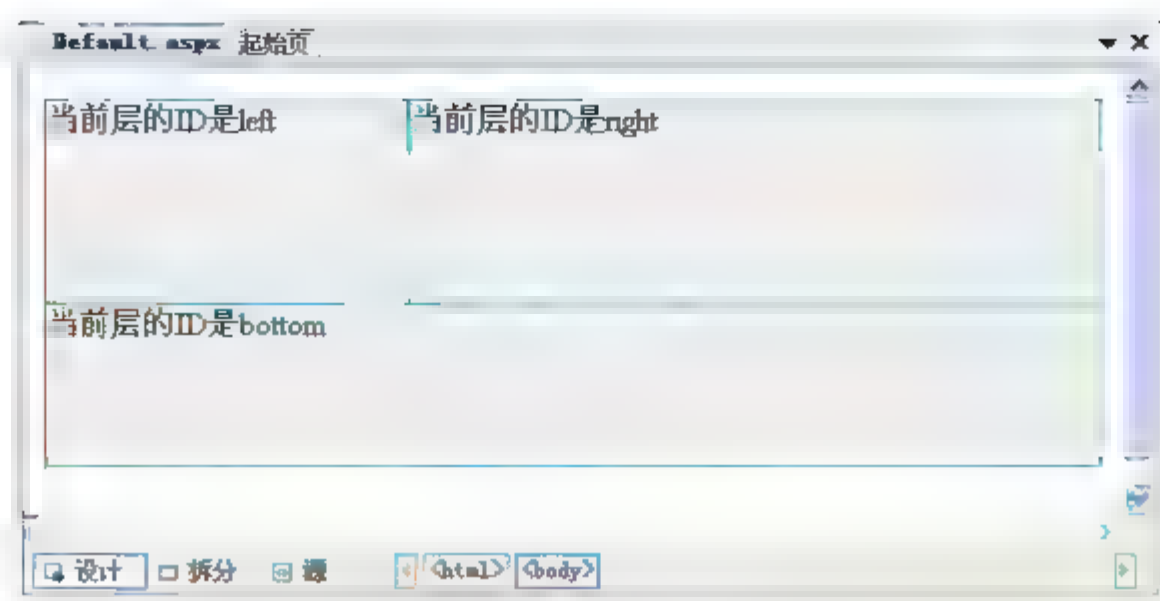 Default.aspx 起始页
当前层的ID是left 当前层的ID是right
当前层的ID是bottom
设计 拆分 源 <html> <body>